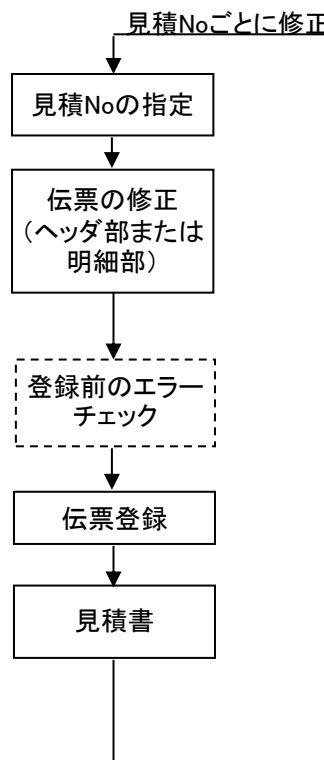 見積Noごとに修正
見積Noの指定
伝票の修正
（ヘッダ部または
明細部）
登録前のエラー
チェック
伝票登録
見積書